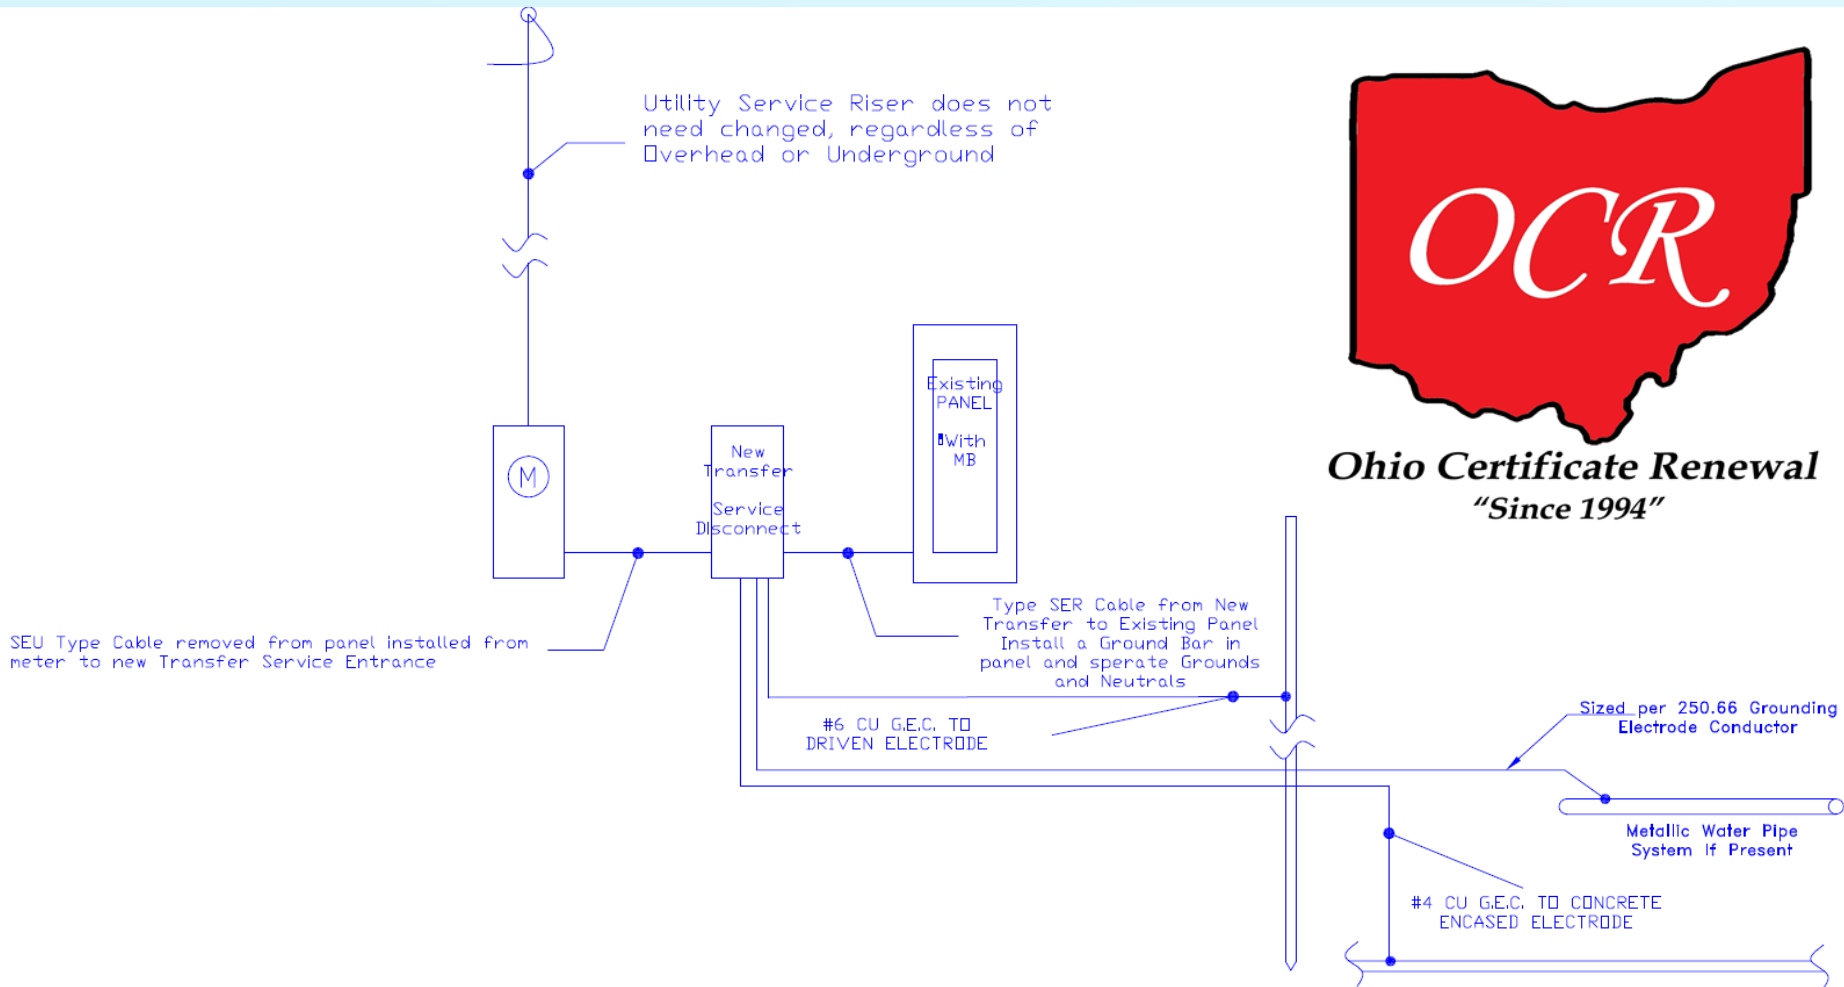 Utility Service Riser does not
need changed, regardless of
Overhead or Underground
OCR
Ohio Certificate Renewal
“Since 1994”
Existing
PANEL
With
MB
New
Transfer
Service
Disconnect
M
SEU Type Cable removed from panel installed from
meter to new Transfer Service Entrance
Type SER Cable from New
Transfer to Existing Panel
Install a Ground Bar in
panel and sperate Grounds
and Neutrals
#6 CU G.E.C. TO
DRIVEN ELECTRODE
Sized per 250.66 Grounding
Electrode Conductor
Metallic Water Pipe
System If Present
#4 CU G.E.C. TO CONCRETE
ENCASED ELECTRODE